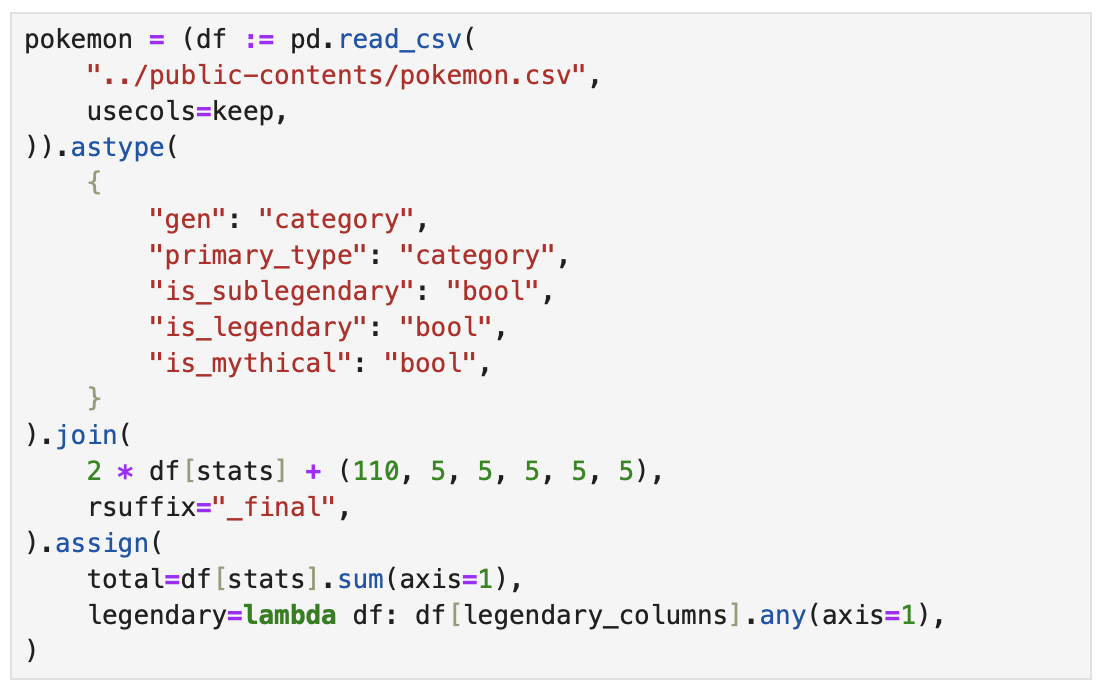 pokemon = (df := pd.read_csv(
    "../public-contents/pokemon.csv",
    usecols=keep,
)).astype(
    {
        "gen": "category",
        "primary_type": "category",
        "is_sublegendary": "bool",
        "is_legendary": "bool",
        "is_mythical": "bool",
    }
).join(
    2 * df[stats] + (110, 5, 5, 5, 5, 5),
    rsuffix="_final",
).assign(
    total=df[stats].sum(axis=1),
    legendary=lambda df: df[legendary_columns].any(axis=1),
)